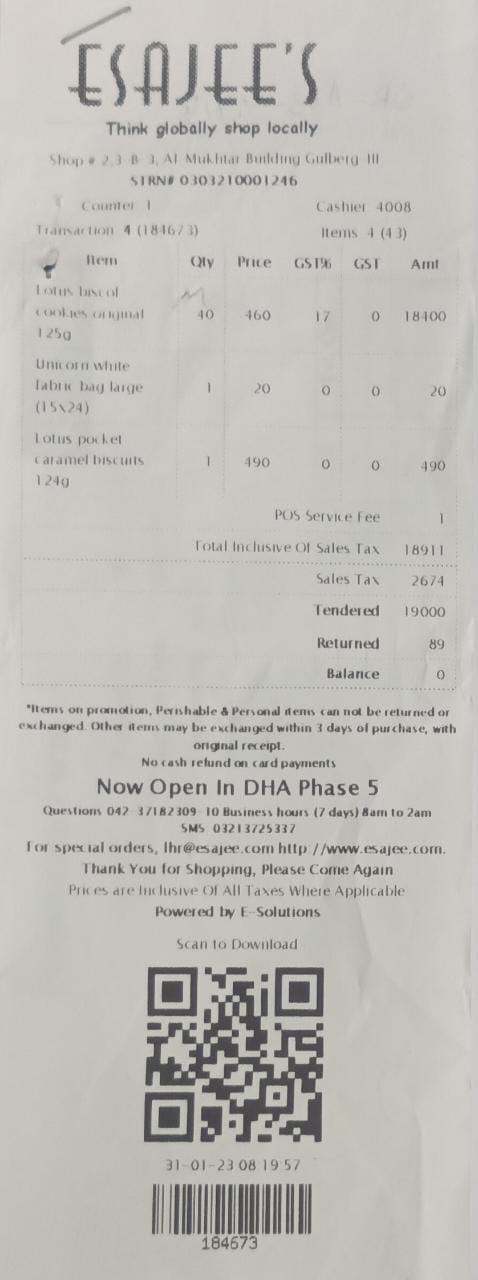 ESAJEE'S
Think globally shop locally
Shop # 2,3 B-3, Al-Mukhtar Building Gulberg III
STRN# 0303210001246
Counter 1 Cashier 4008
Transaction 4 (184673) Items 4 (43)
Item Qty Price GST% GST Amt
Lotus biscof
cookies original 40 460 17 0 18400
125g
Unicorn white
fabric bag large 1 20 0 0 20
(15x24)
Lotus pocket
caramel biscuits 1 490 0 0 490
124g
POS Service Fee 1
Total Inclusive Of Sales Tax 18911
Sales Tax 2674
Tendered 19000
Returned 89
Balance 0
*Items on promotion, Perishable & Personal items can not be returned or
exchanged. Other items may be exchanged within 3 days of purchase, with
original receipt.
No cash refund on card payments
Now Open In DHA Phase 5
Questions 042-37182309-10 Business hours (7 days) 8am to 2am
SMS 03213725337
For special orders, lhr@esajee.com http://www.esajee.com.
Thank You for Shopping, Please Come Again
Prices are Inclusive Of All Taxes Where Applicable
Powered by E-Solutions
Scan to Download
31-01-23 08 19:57
184673